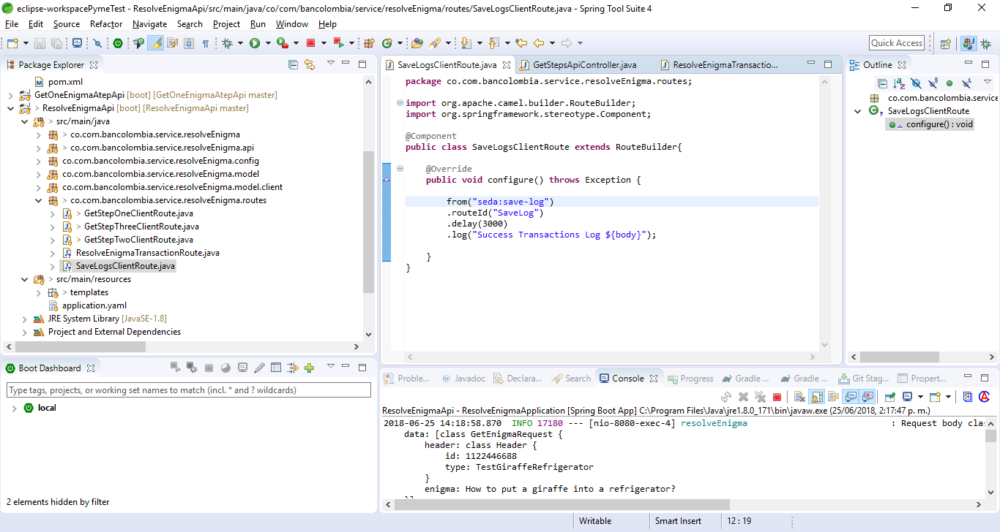 eclipse-workspacePymeTest - ResolveEnigmaApi/src/main/java/co/com/bancolombia/service/resolveEnigma/routes/SaveLogsClientRoute.java - Spring Tool Suite 4
File Edit Source Refactor Navigate Search Project Run Window Help
Quick Access
Package Explorer
pom.xml
GetOneEnigmaAtepApi [boot] [GetOneEnigmaAtepApi master]
> ResolveEnigmaApi [boot] [ResolveEnigmaApi master]
> src/main/java
> co.com.bancolombia.service.resolveEnigma
> co.com.bancolombia.service.resolveEnigma.api
co.com.bancolombia.service.resolveEnigma.config
co.com.bancolombia.service.resolveEnigma.model
co.com.bancolombia.service.resolveEnigma.model.client
> co.com.bancolombia.service.resolveEnigma.routes
> GetStepOneClientRoute.java
> GetStepThreeClientRoute.java
> GetStepTwoClientRoute.java
ResolveEnigmaTransactionRoute.java
SaveLogsClientRoute.java
> src/main/resources
> templates
application.yaml
JRE System Library [JavaSE-1.8]
Project and External Dependencies
Boot Dashboard
Type tags, projects, or working set names to match (incl. * and ? wildcards)
local
2 elements hidden by filter
SaveLogsClientRoute.java GetStepsApiController.java ResolveEnigmaTransactio...
package co.com.bancolombia.service.resolveEnigma.routes;
import org.apache.camel.builder.RouteBuilder;
import org.springframework.stereotype.Component;
@Component
public class SaveLogsClientRoute extends RouteBuilder{
@Override
public void configure() throws Exception {
from("seda:save-log")
.routeId("SaveLog")
.delay(3000)
.log("Success Transactions Log ${body}");
}
}
Outline
co.com.bancolombia.service
SaveLogsClientRoute
configure() : void
Proble... @ Javadoc Declara... Search Console Progress Gradle ... Gradle ... Git Stag... Propert...
ResolveEnigmaApi - ResolveEnigmaApplication [Spring Boot App] C:\Program Files\Java\jre1.8.0_171\bin\javaw.exe (25/06/2018, 2:17:47 p. m.)
2018-06-25 14:18:58.870 INFO 17180 --- [nio-8080-exec-4] resolveEnigma : Request body clas
data: [class GetEnigmaRequest {
header: class Header {
id: 1122446688
type: TestGiraffeRefrigerator
}
enigma: How to put a giraffe into a refrigerator?
}]
Writable Smart Insert 12 : 19